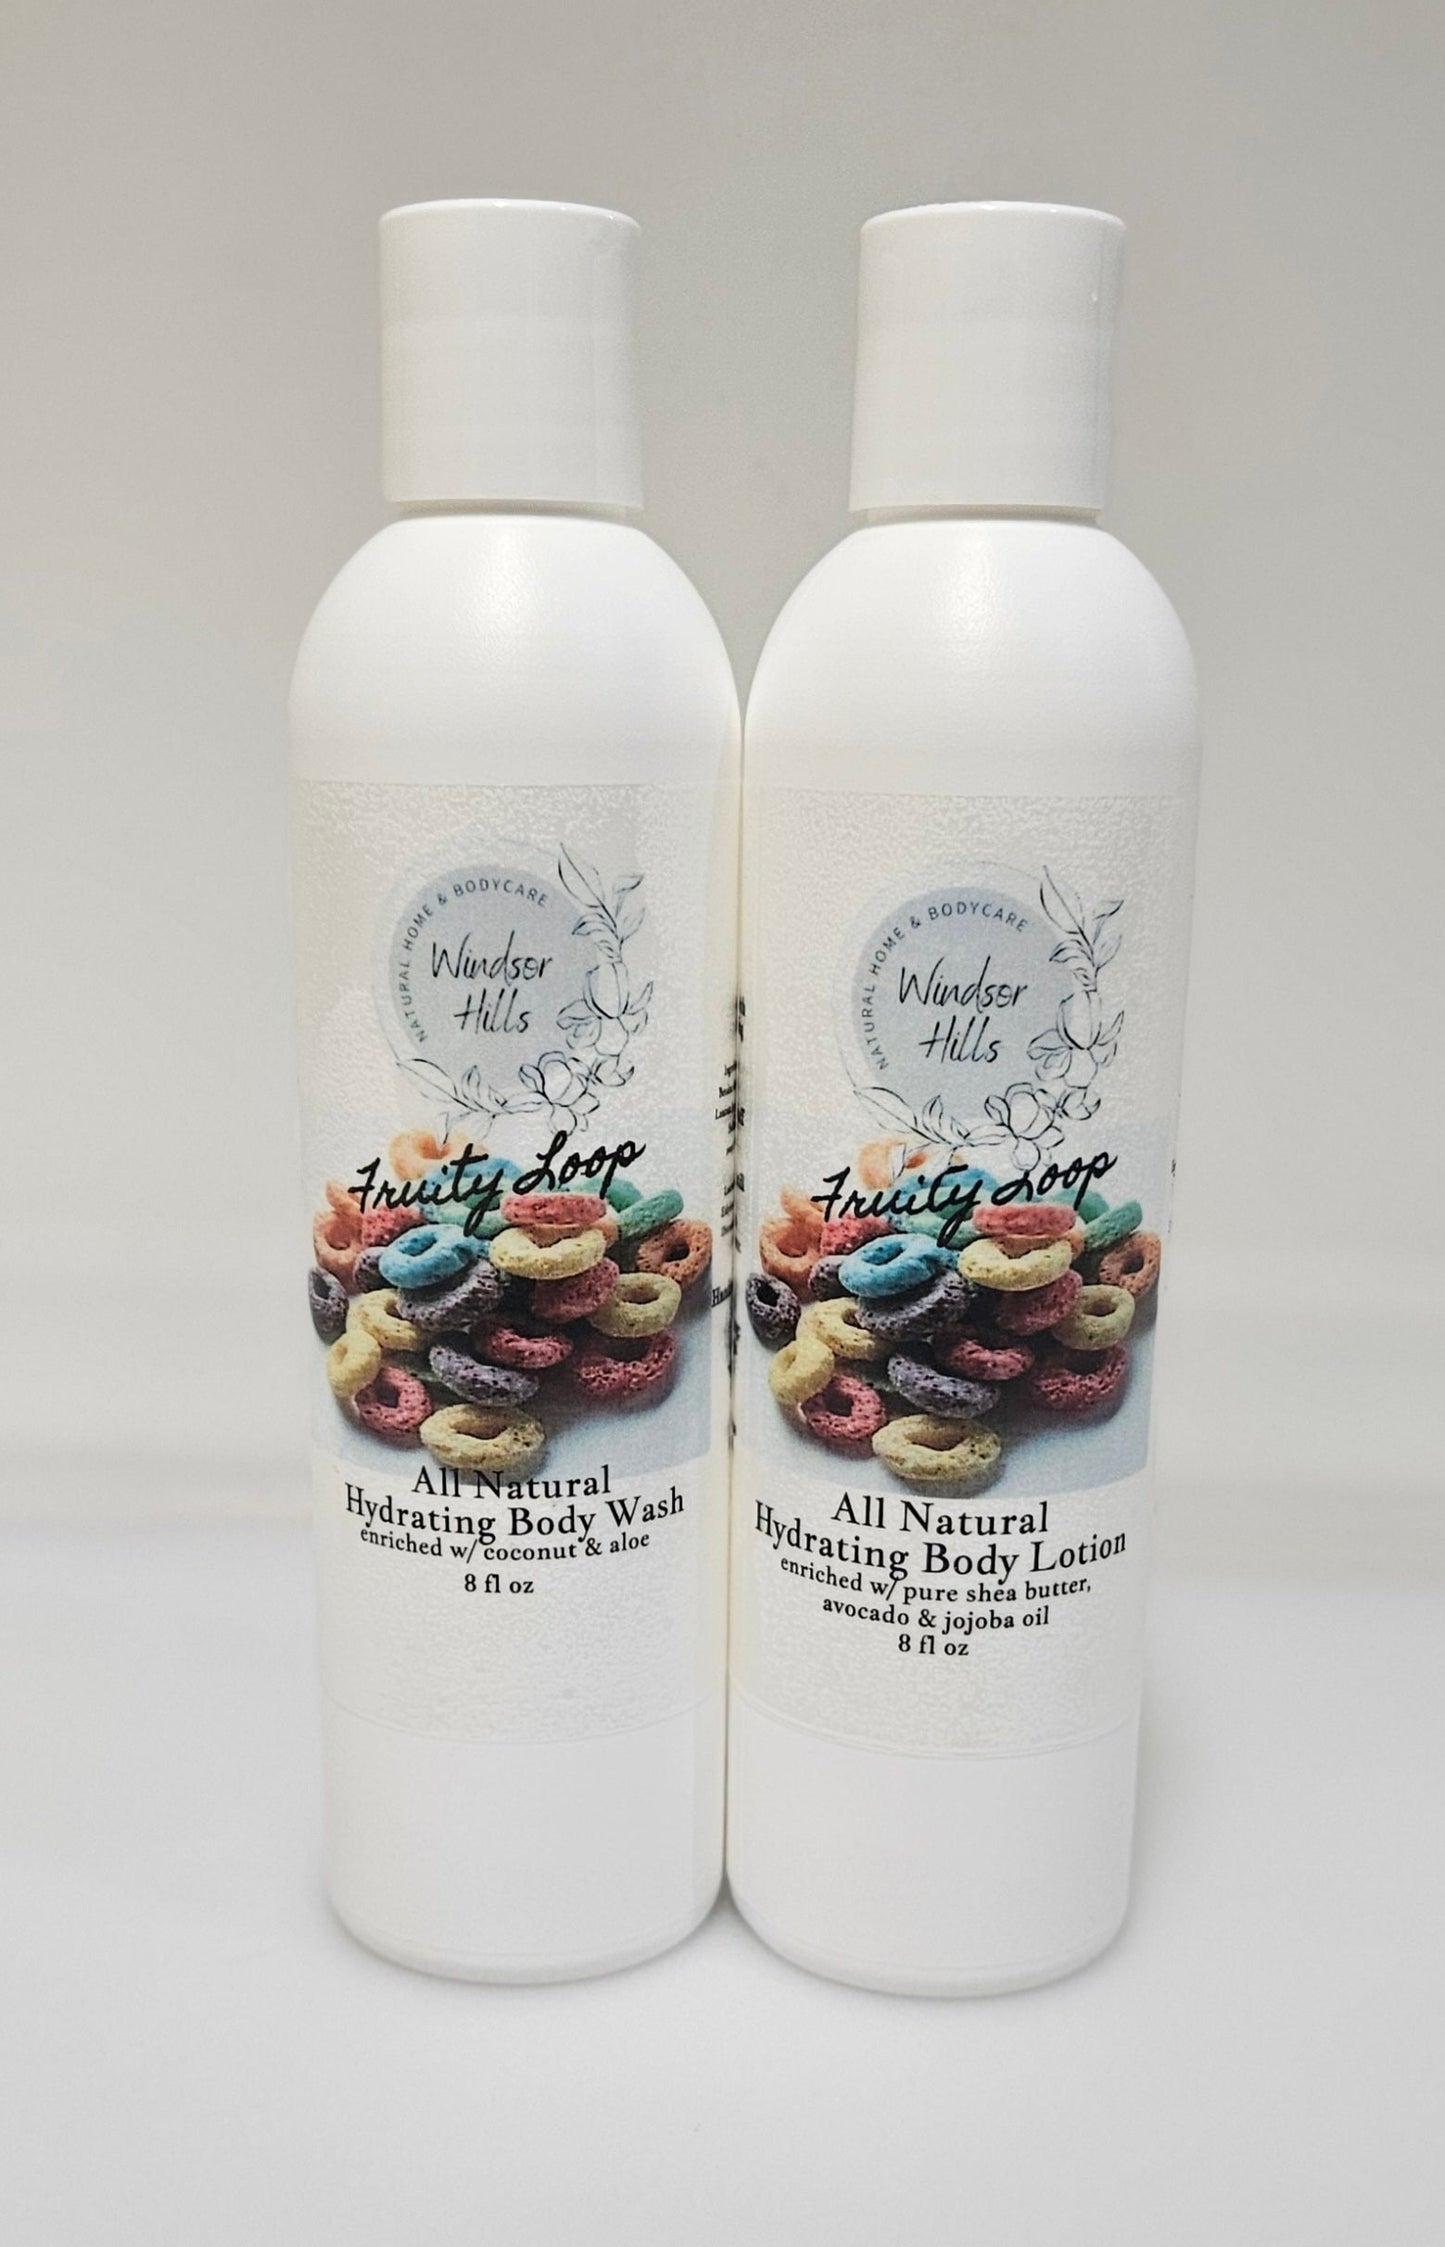 NATURAL HOME & BODYCARE
Windsor
Hills
Fruity Loop
All Natural
Hydrating Body Wash
enriched w/ coconut & aloe
8 fl oz
NATURAL HOME & BODYCARE
Windsor
Hills
Fruity Loop
All Natural
Hydrating Body Lotion
enriched w/ pure shea butter,
avocado & jojoba oil
8 fl oz